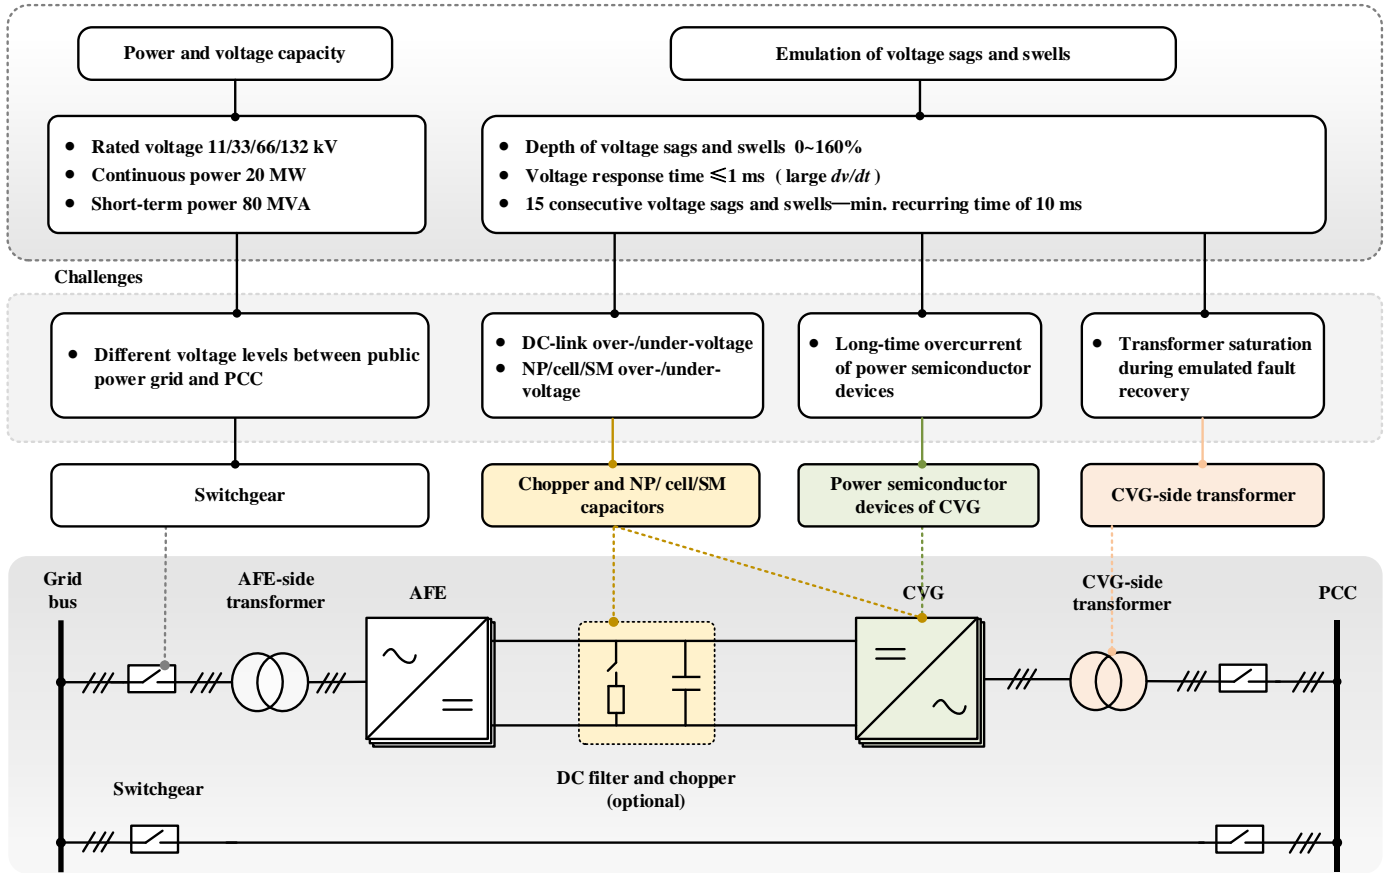 Power and voltage capacity
Emulation of voltage sags and swells
● Rated voltage 11/33/66/132 kV
● Continuous power 20 MW
● Short-term power 80 MVA
● Depth of voltage sags and swells 0~160%
● Voltage response time ⩽1 ms ( large dv/dt )
● 15 consecutive voltage sags and swells—min. recurring time of 10 ms
Challenges
● Different voltage levels between public
power grid and PCC
● DC-link over-/under-voltage
● NP/cell/SM over-/under-
voltage
● Long-time overcurrent
of power semiconductor
devices
● Transformer saturation
during emulated fault
recovery
Switchgear
Chopper and NP/ cell/SM
capacitors
Power semiconductor
devices of CVG
CVG-side transformer
Grid
bus
AFE-side
transformer
AFE
CVG
CVG-side
transformer
PCC
DC filter and chopper
(optional)
Switchgear